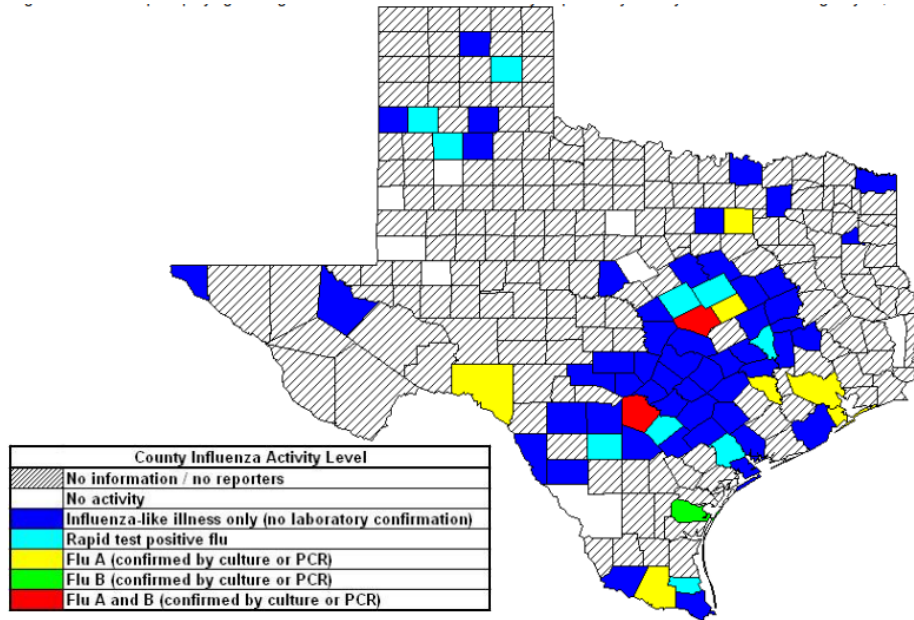 County Influenza Activity Level
No information / no reporters
No activity
Influenza-like illness only (no laboratory confirmation)
Rapid test positive flu
Flu A (confirmed by culture or PCR)
Flu B (confirmed by culture or PCR)
Flu A and B (confirmed by culture or PCR)